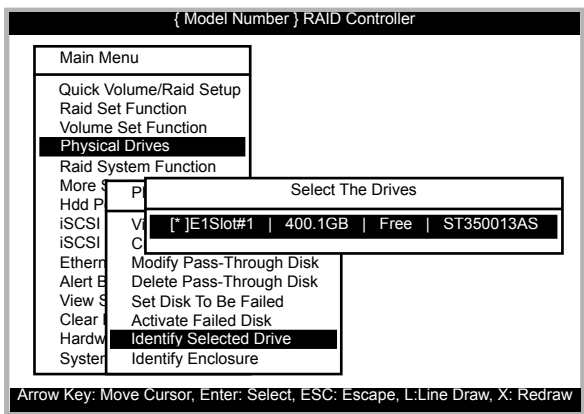 { Model Number } RAID Controller
Main Menu
Quick Volume/Raid Setup
Raid Set Function
Volume Set Function
Physical Drives
Raid System Function
More
Hdd
iSCSI
iSCSI
Ethern
Alert B
View S
Clear
Hardw
System
Select The Drives
[* ]E1Slot#1 | 400.1GB | Free | ST350013AS
Modify Pass-Through Disk
Delete Pass-Through Disk
Set Disk To Be Failed
Activate Failed Disk
Identify Selected Drive
Identify Enclosure
Arrow Key: Move Cursor, Enter: Select, ESC: Escape, L:Line Draw, X: Redraw